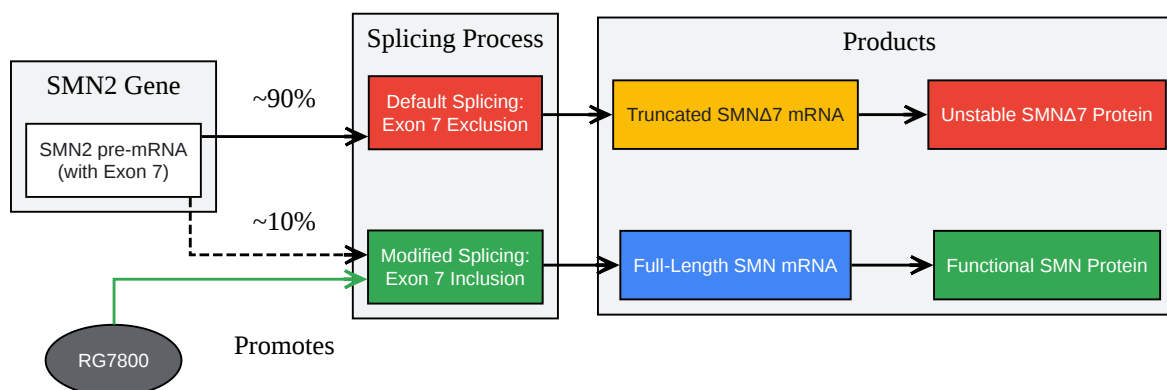 SMN2 Gene
SMN2 pre-mRNA
(with Exon 7)
~90%
~10%
Splicing Process
Default Splicing:
Exon 7 Exclusion
Modified Splicing:
Exon 7 Inclusion
Products
Truncated SMNΔ7 mRNA
Unstable SMNΔ7 Protein
Full-Length SMN mRNA
Functional SMN Protein
RG7800
Promotes